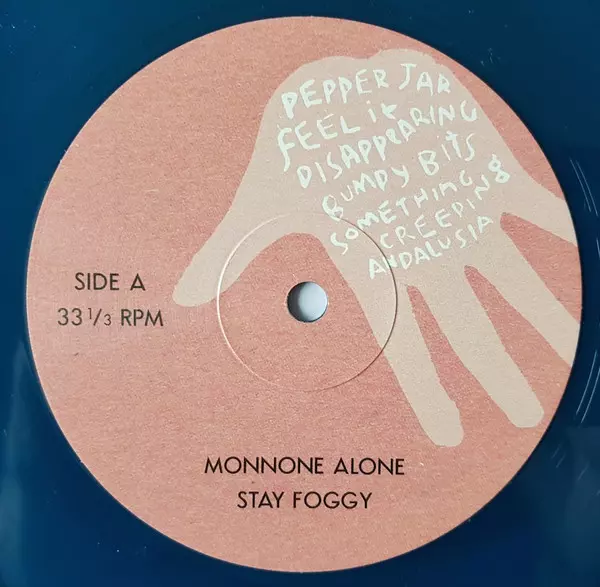 PEPPER JAR
FEEL it
DISAPPEARING
BUMPY BITS
SOMETHING
CREEPING
ANDALUSIA
SIDE A
33 1/3 RPM
MONNONE ALONE
STAY FOGGY